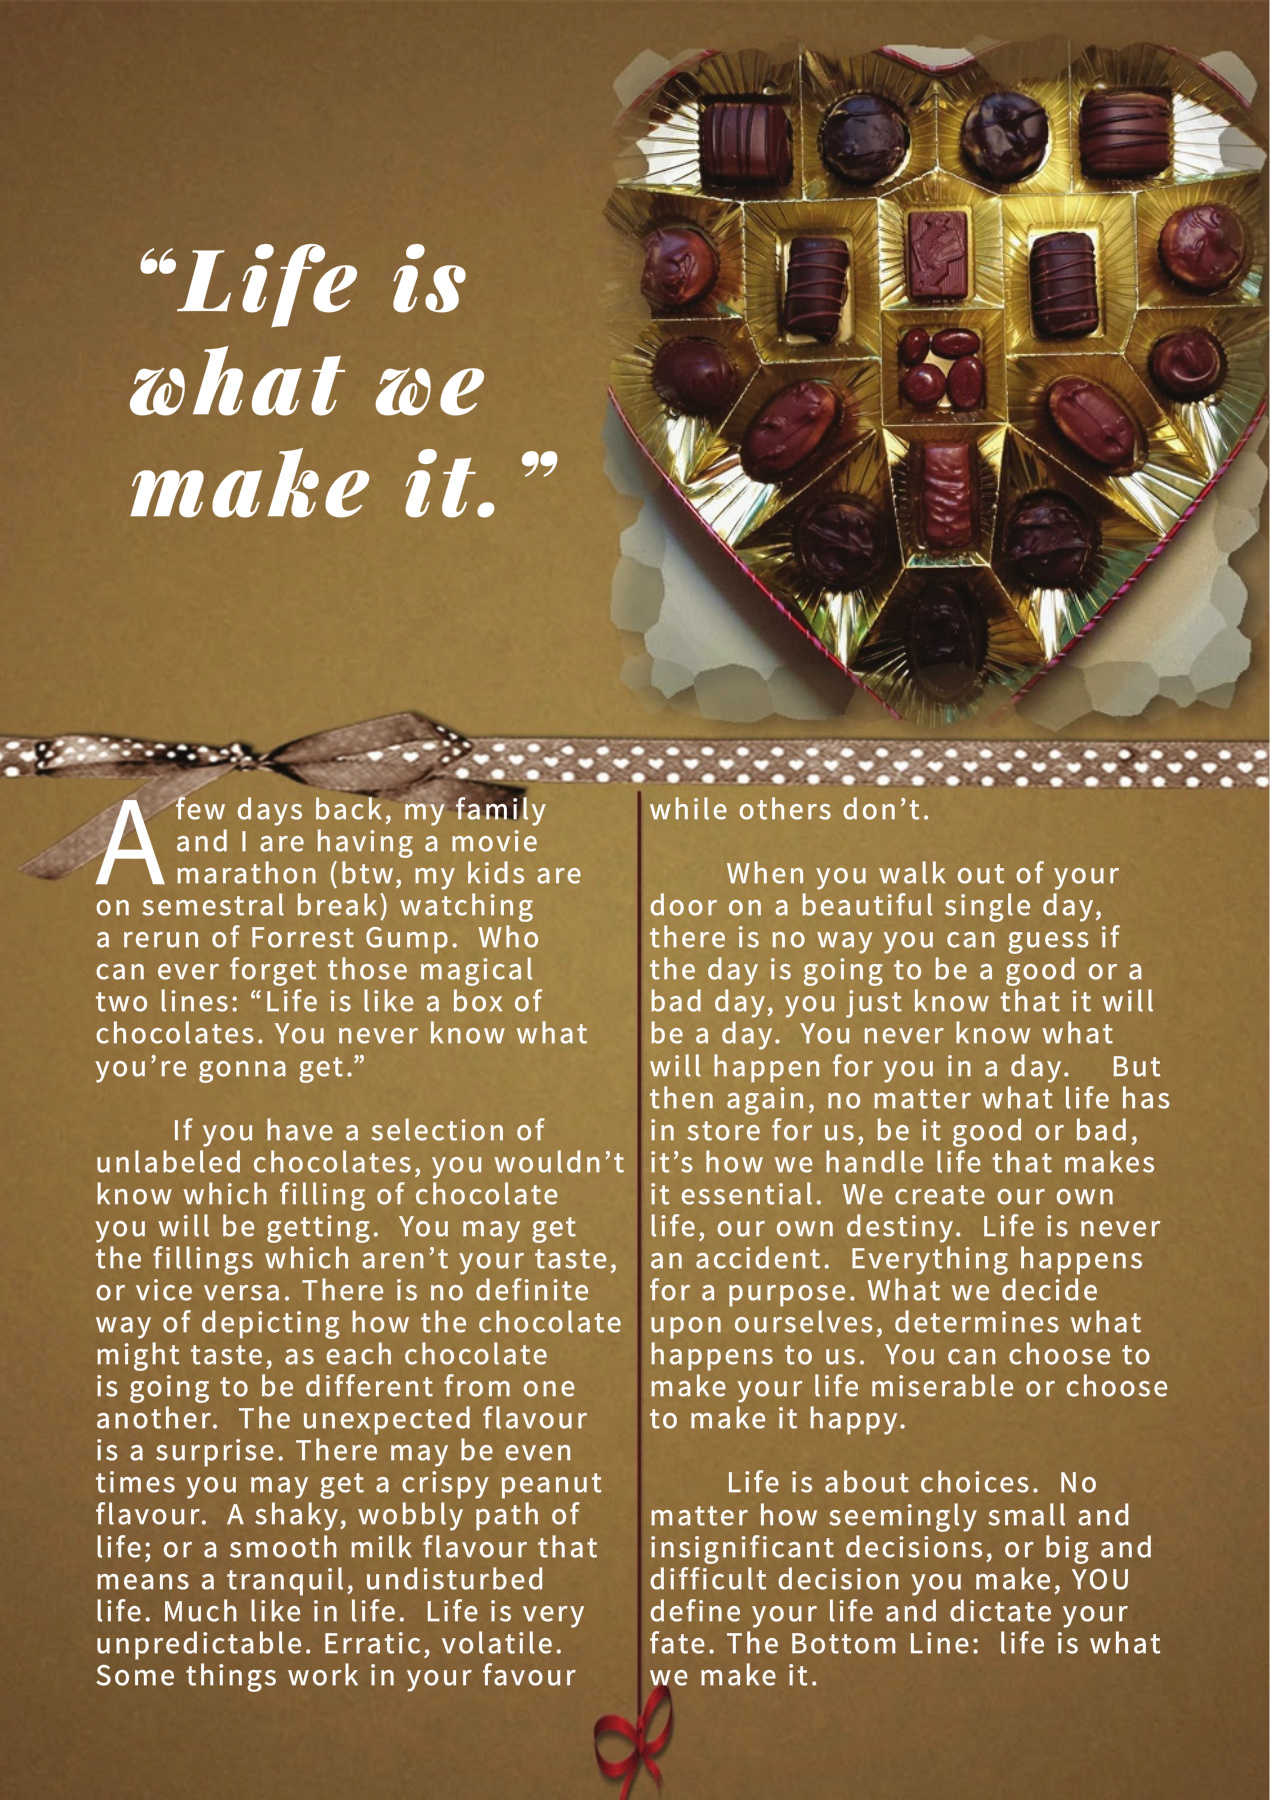 “Life is
what we
make it.”
A few days back, my family
and I are having a movie
marathon (btw, my kids are
on semestral break) watching
a rerun of Forrest Gump.  Who
can ever forget those magical
two lines: “Life is like a box of
chocolates. You never know what
you’re gonna get.”
If you have a selection of
unlabeled chocolates, you wouldn’t
know which filling of chocolate
you will be getting.  You may get
the fillings which aren’t your taste,
or vice versa. There is no definite
way of depicting how the chocolate
might taste, as each chocolate
is going to be different from one
another.  The unexpected flavour
is a surprise. There may be even
times you may get a crispy peanut
flavour.  A shaky, wobbly path of
life; or a smooth milk flavour that
means a tranquil, undisturbed
life. Much like in life.  Life is very
unpredictable. Erratic, volatile.
Some things work in your favour
while others don’t.
When you walk out of your
door on a beautiful single day,
there is no way you can guess if
the day is going to be a good or a
bad day, you just know that it will
be a day.  You never know what
will happen for you in a day.    But
then again, no matter what life has
in store for us, be it good or bad,
it’s how we handle life that makes
it essential.  We create our own
life, our own destiny.  Life is never
an accident.  Everything happens
for a purpose. What we decide
upon ourselves, determines what
happens to us.  You can choose to
make your life miserable or choose
to make it happy.
Life is about choices.  No
matter how seemingly small and
insignificant decisions, or big and
difficult decision you make, YOU
define your life and dictate your
fate. The Bottom Line:  life is what
we make it.